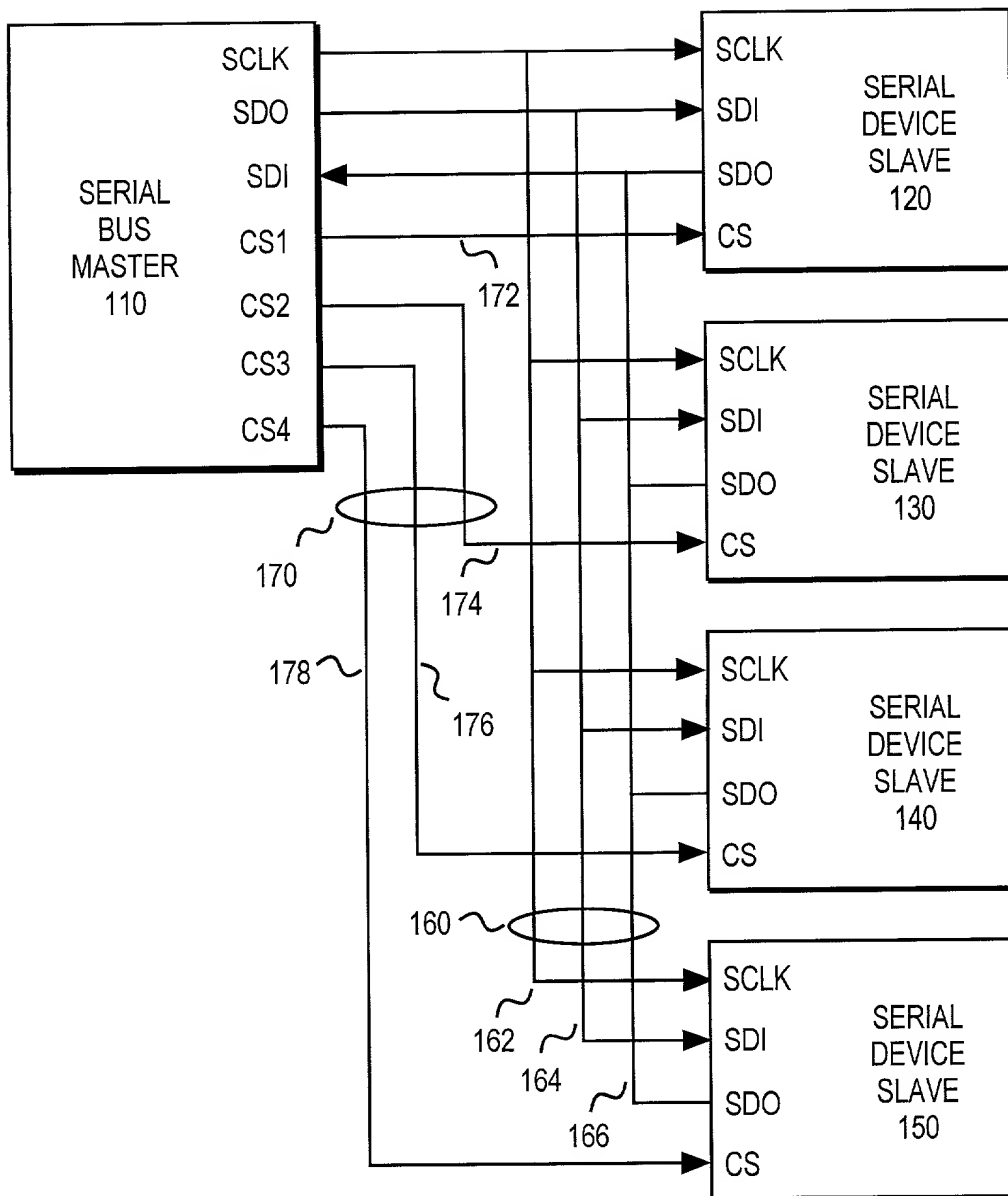 SCLK
SDO
SDI
CS1
CS2
CS3
CS4
SERIAL
BUS
MASTER
110
SCLK
SDI
SDO
CS
SERIAL
DEVICE
SLAVE
120
172
SCLK
SDI
SDO
CS
SERIAL
DEVICE
SLAVE
130
170
174
178
176
SCLK
SDI
SDO
CS
SERIAL
DEVICE
SLAVE
140
160
162
164
166
SCLK
SDI
SDO
CS
SERIAL
DEVICE
SLAVE
150